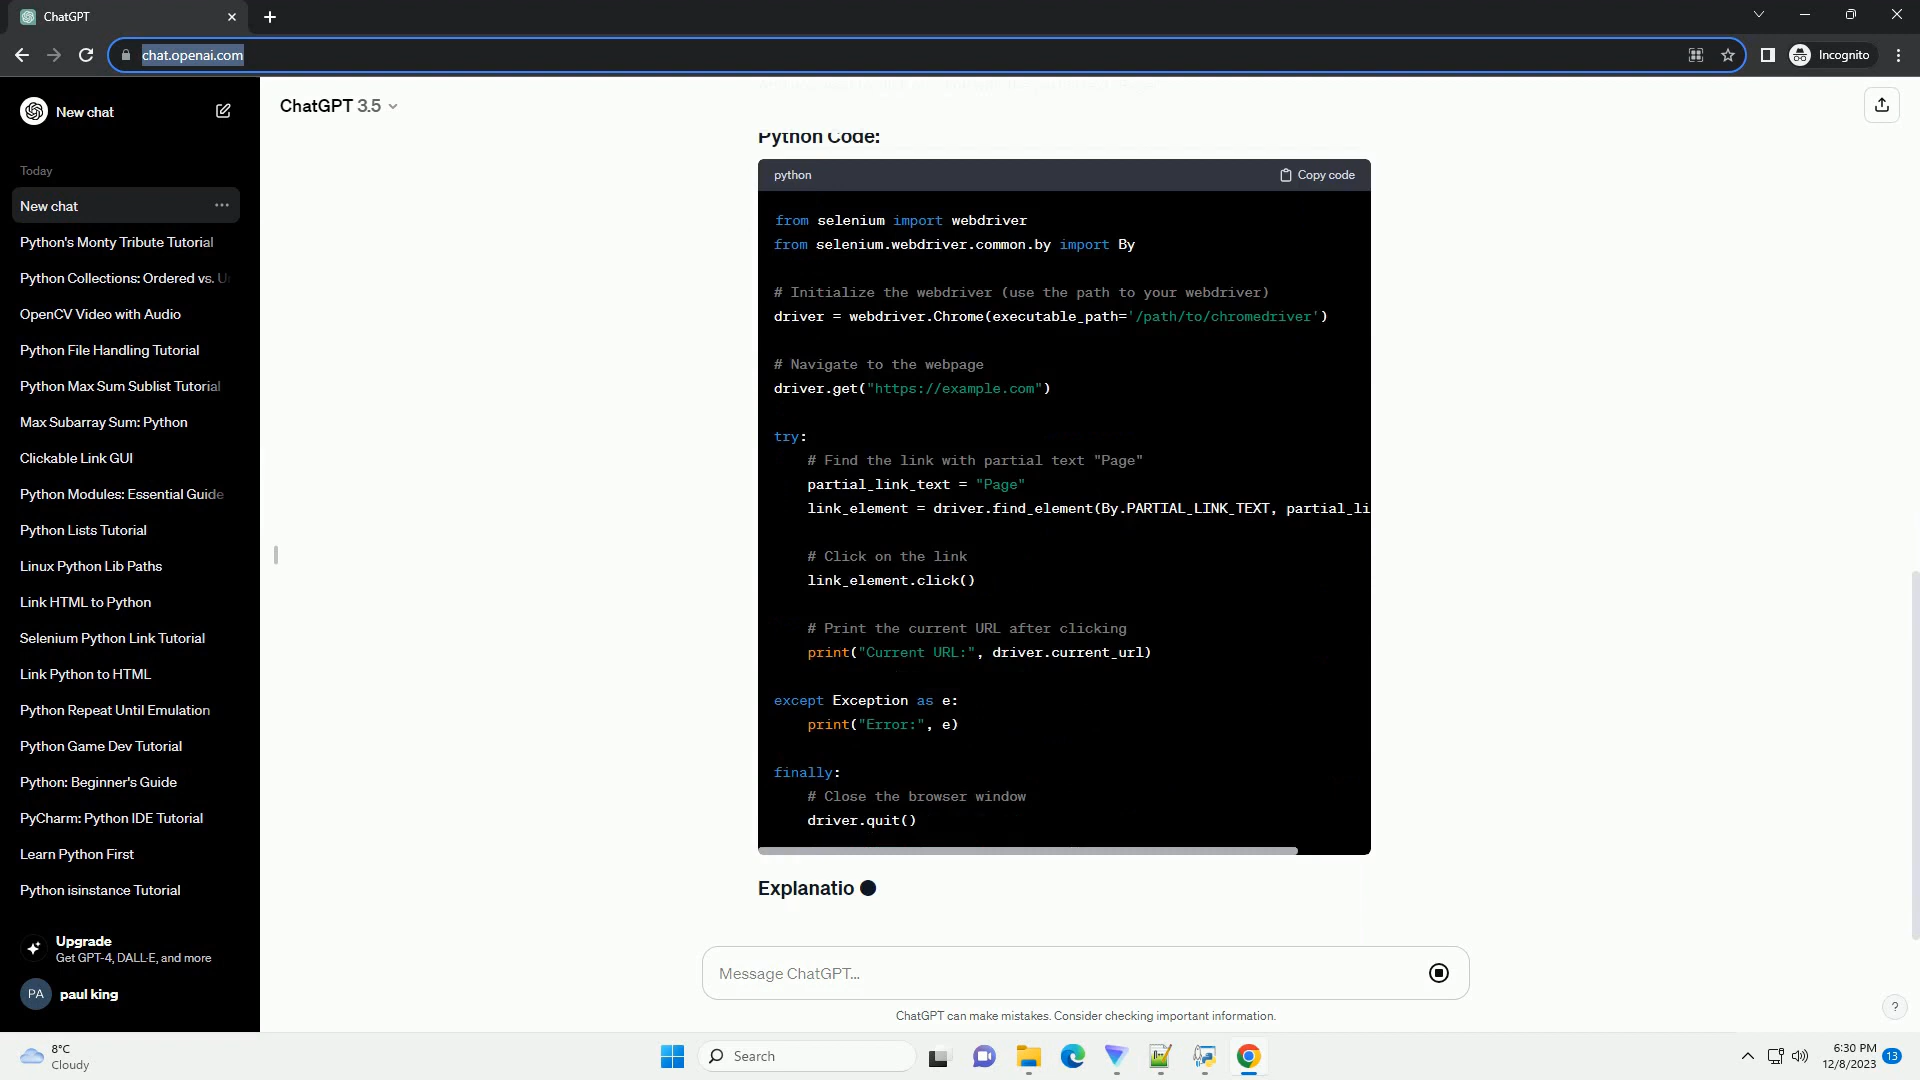 ChatGPT
chat.openai.com
Incognito
New chat
ChatGPT 3.5
Today
New chat
Python's Monty Tribute Tutorial
Python Collections: Ordered vs. U
OpenCV Video with Audio
Python File Handling Tutorial
Python Max Sum Sublist Tutorial
Max Subarray Sum: Python
Clickable Link GUI
Python Modules: Essential Guide
Python Lists Tutorial
Linux Python Lib Paths
Link HTML to Python
Selenium Python Link Tutorial
Link Python to HTML
Python Repeat Until Emulation
Python Game Dev Tutorial
Python: Beginner's Guide
PyCharm: Python IDE Tutorial
Learn Python First
Python isinstance Tutorial
Upgrade
Get GPT-4, DALL·E, and more
PA paul king
Python Code:
python Copy code
from selenium import webdriver
from selenium.webdriver.common.by import By
# Initialize the webdriver (use the path to your webdriver)
driver = webdriver.Chrome(executable_path='/path/to/chromedriver')
# Navigate to the webpage
driver.get("https://example.com")
try:
# Find the link with partial text "Page"
partial_link_text = "Page"
link_element = driver.find_element(By.PARTIAL_LINK_TEXT, partial_li
# Click on the link
link_element.click()
# Print the current URL after clicking
print("Current URL:", driver.current_url)
except Exception as e:
print("Error:", e)
finally:
# Close the browser window
driver.quit()
Explanatio
Message ChatGPT...
ChatGPT can make mistakes. Consider checking important information.
?
8°C
Cloudy
Search
6:30 PM
12/8/2023
13